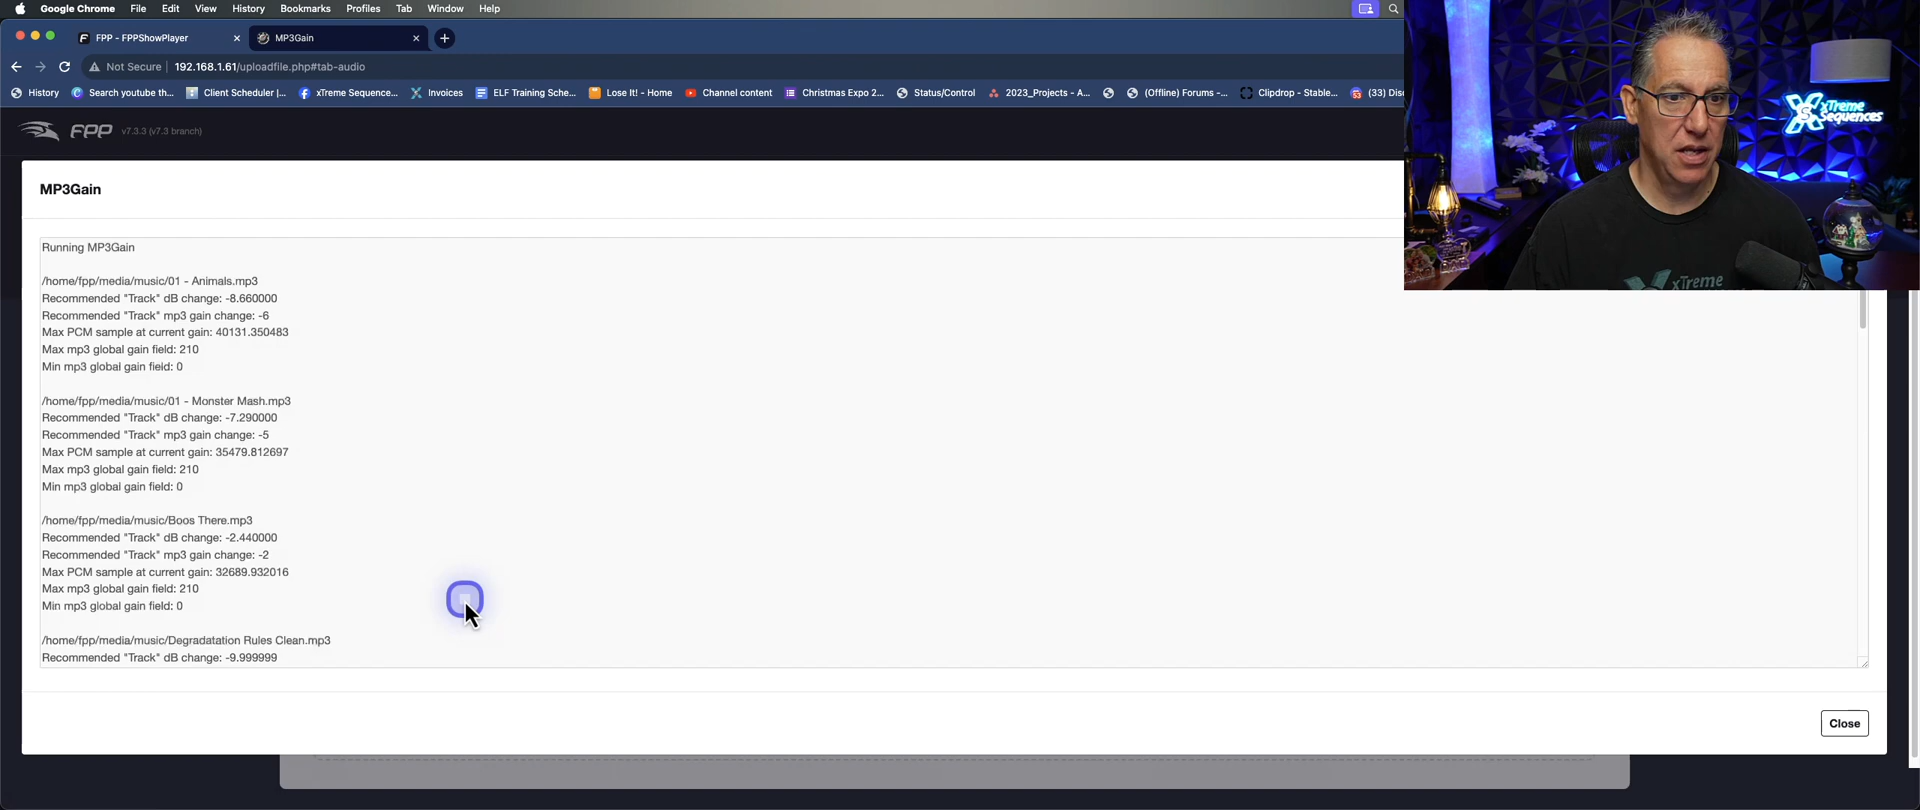 Google Chrome File Edit View History Bookmarks Profiles Tab Window Help
FPP - FPPShowPlayer
MP3Gain
Not Secure 192.168.1.61/uploadfile.php#tab-audio
History Search youtube th... Client Scheduler |... xTreme Sequence... Invoices ELF Training Sche... Lose It! - Home Channel content Christmas Expo 2... Status/Control 2023_Projects - A... (Offline) Forums -... Clipdrop - Stable... (33) Disc
FPP v7.3.3 (v7.3 branch)
xTreme
Sequences
xTreme
MP3Gain
Running MP3Gain
/home/fpp/media/music/01 - Animals.mp3
Recommended "Track" dB change: -8.660000
Recommended "Track" mp3 gain change: -6
Max PCM sample at current gain: 40131.350483
Max mp3 global gain field: 210
Min mp3 global gain field: 0
/home/fpp/media/music/01 - Monster Mash.mp3
Recommended "Track" dB change: -7.290000
Recommended "Track" mp3 gain change: -5
Max PCM sample at current gain: 35479.812697
Max mp3 global gain field: 210
Min mp3 global gain field: 0
/home/fpp/media/music/Boos There.mp3
Recommended "Track" dB change: -2.440000
Recommended "Track" mp3 gain change: -2
Max PCM sample at current gain: 32689.932016
Max mp3 global gain field: 210
Min mp3 global gain field: 0
/home/fpp/media/music/Degradatation Rules Clean.mp3
Recommended "Track" dB change: -9.999999
Close